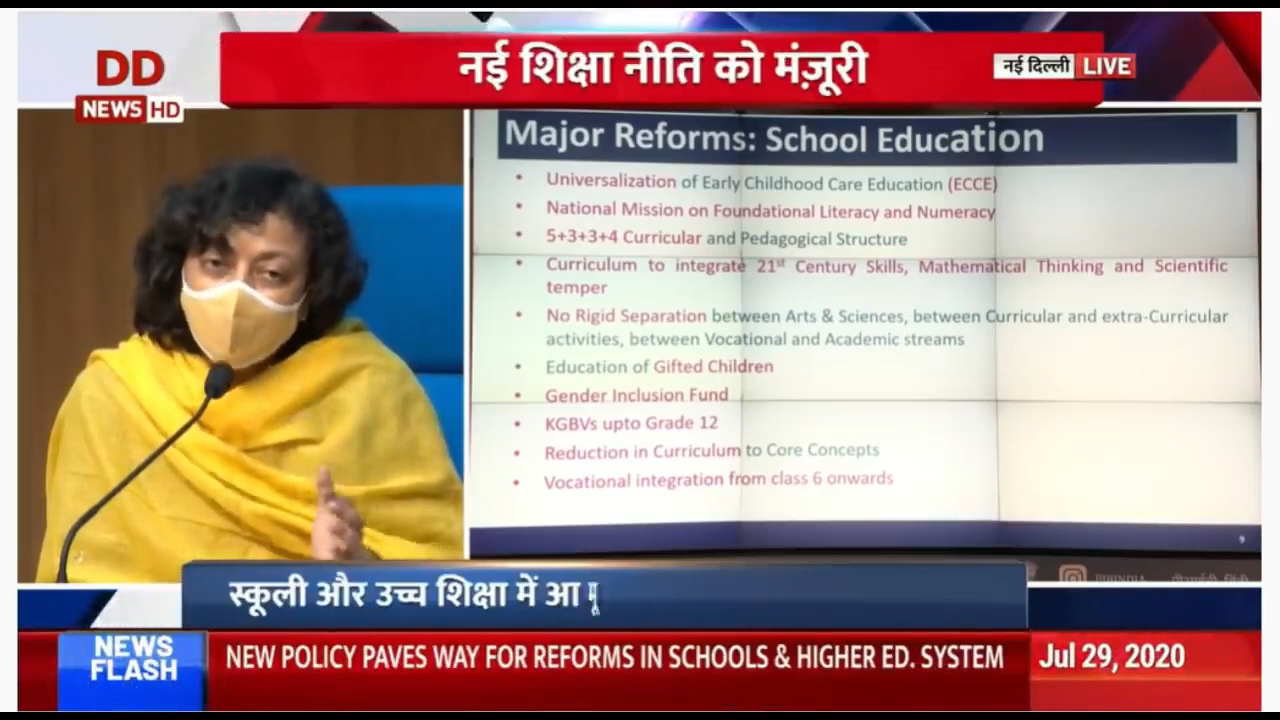 DD
NEWS HD
नई शिक्षा नीति को मंज़ूरी
नई दिल्ली LIVE
Major Reforms: School Education
• Universalization of Early Childhood Care Education (ECCE)
• National Mission on Foundational Literacy and Numeracy
• 5+3+3+4 Curricular and Pedagogical Structure
• Curriculum to integrate 21st Century Skills, Mathematical Thinking and Scientific
temper
• No Rigid Separation between Arts & Sciences, between Curricular and extra-Curricular
activities, between Vocational and Academic streams
• Education of Gifted Children
• Gender Inclusion Fund
• KGBVs upto Grade 12
• Reduction in Curriculum to Core Concepts
• Vocational integration from class 6 onwards
9
स्कूली और उच्च शिक्षा में आ
NEWS
FLASH
NEW POLICY PAVES WAY FOR REFORMS IN SCHOOLS & HIGHER ED. SYSTEM
Jul 29, 2020